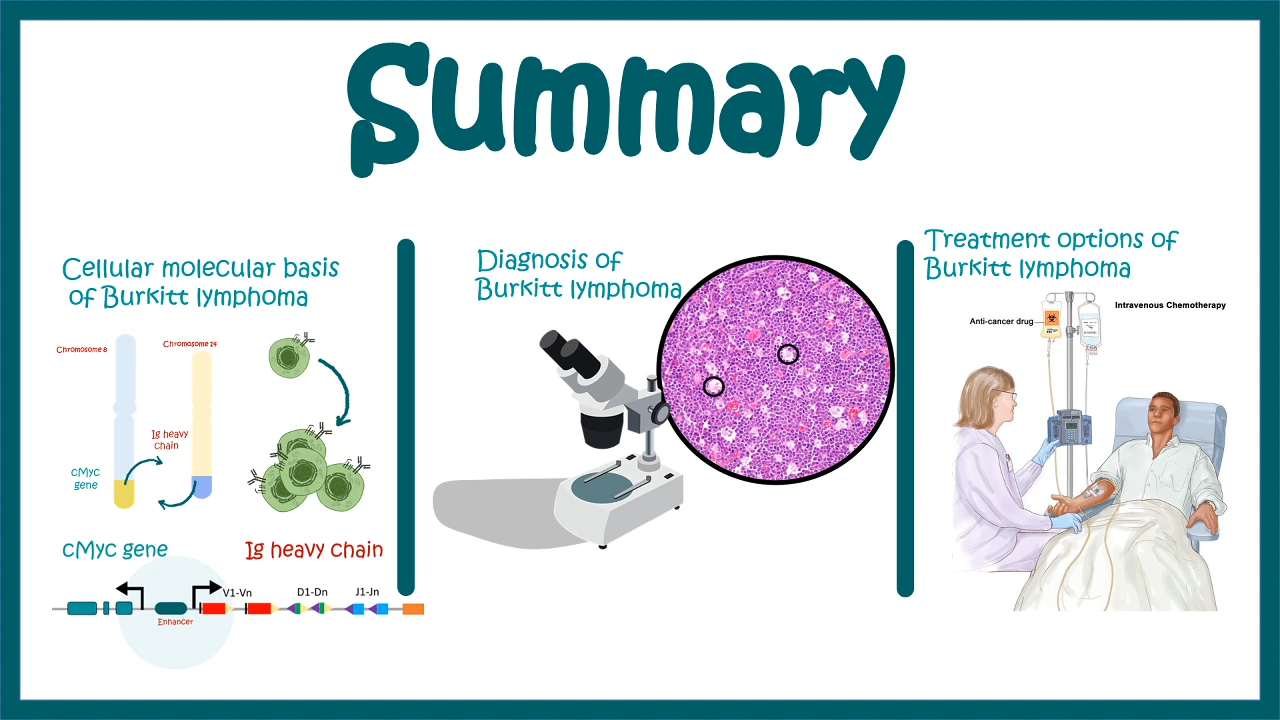 Summary
Cellular molecular basis
of Burkitt lymphoma
Chromosome 8
Chromosome 14
Ig heavy
chain
cMyc
gene
cMyc gene
Ig heavy chain
V1-Vn
D1-Dn
J1-Jn
Enhancer
Diagnosis of
Burkitt lymphoma
Treatment options of
Burkitt lymphoma
Intravenous Chemotherapy
Anti-cancer drug